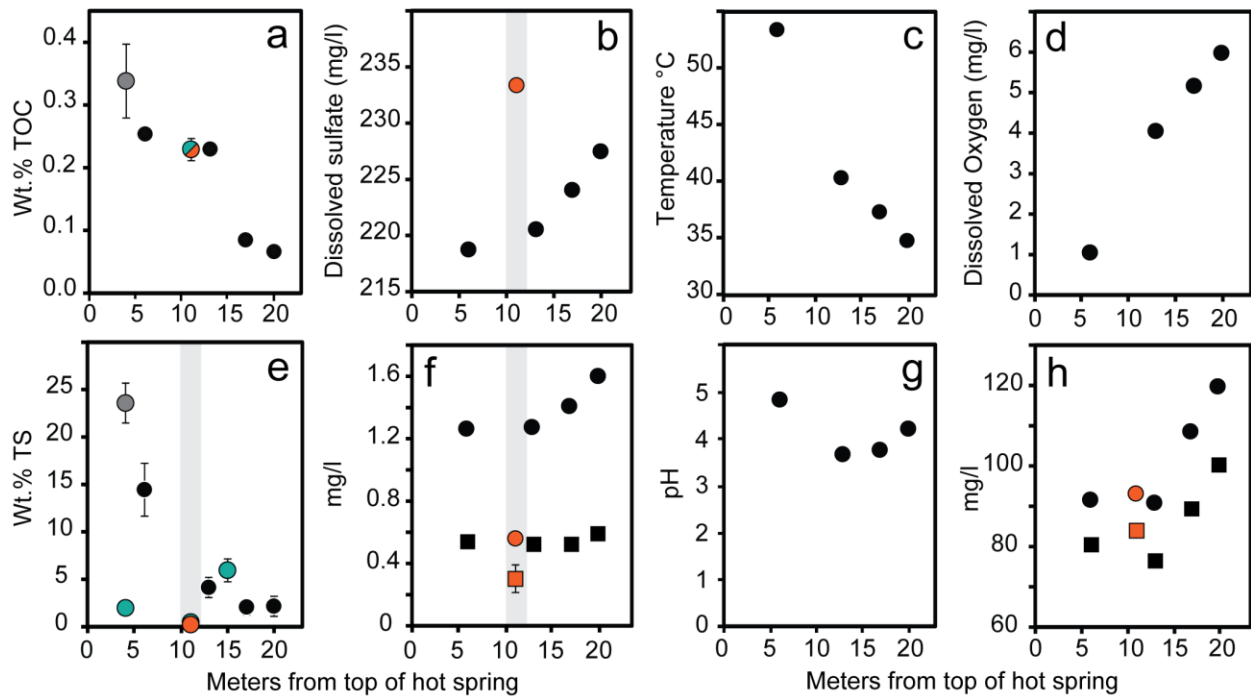 a
Wt.% TOC
0.4
0.3
0.2
0.1
0.0
0 5 10 15 20
b
Dissolved sulfate (mg/l)
235
230
225
220
215
0 5 10 15 20
c
Temperature °C
50
45
40
35
30
0 5 10 15 20
d
Dissolved Oxygen (mg/l)
6
5
4
3
2
1
0
0 5 10 15 20
e
Wt.% TS
25
20
15
10
5
0
0 5 10 15 20
f
mg/l
1.6
1.2
0.8
0.4
0
0 5 10 15 20
Meters from top of hot spring
g
pH
5
4
3
2
1
0
0 5 10 15 20
h
mg/l
120
100
80
60
0 5 10 15 20
Meters from top of hot spring